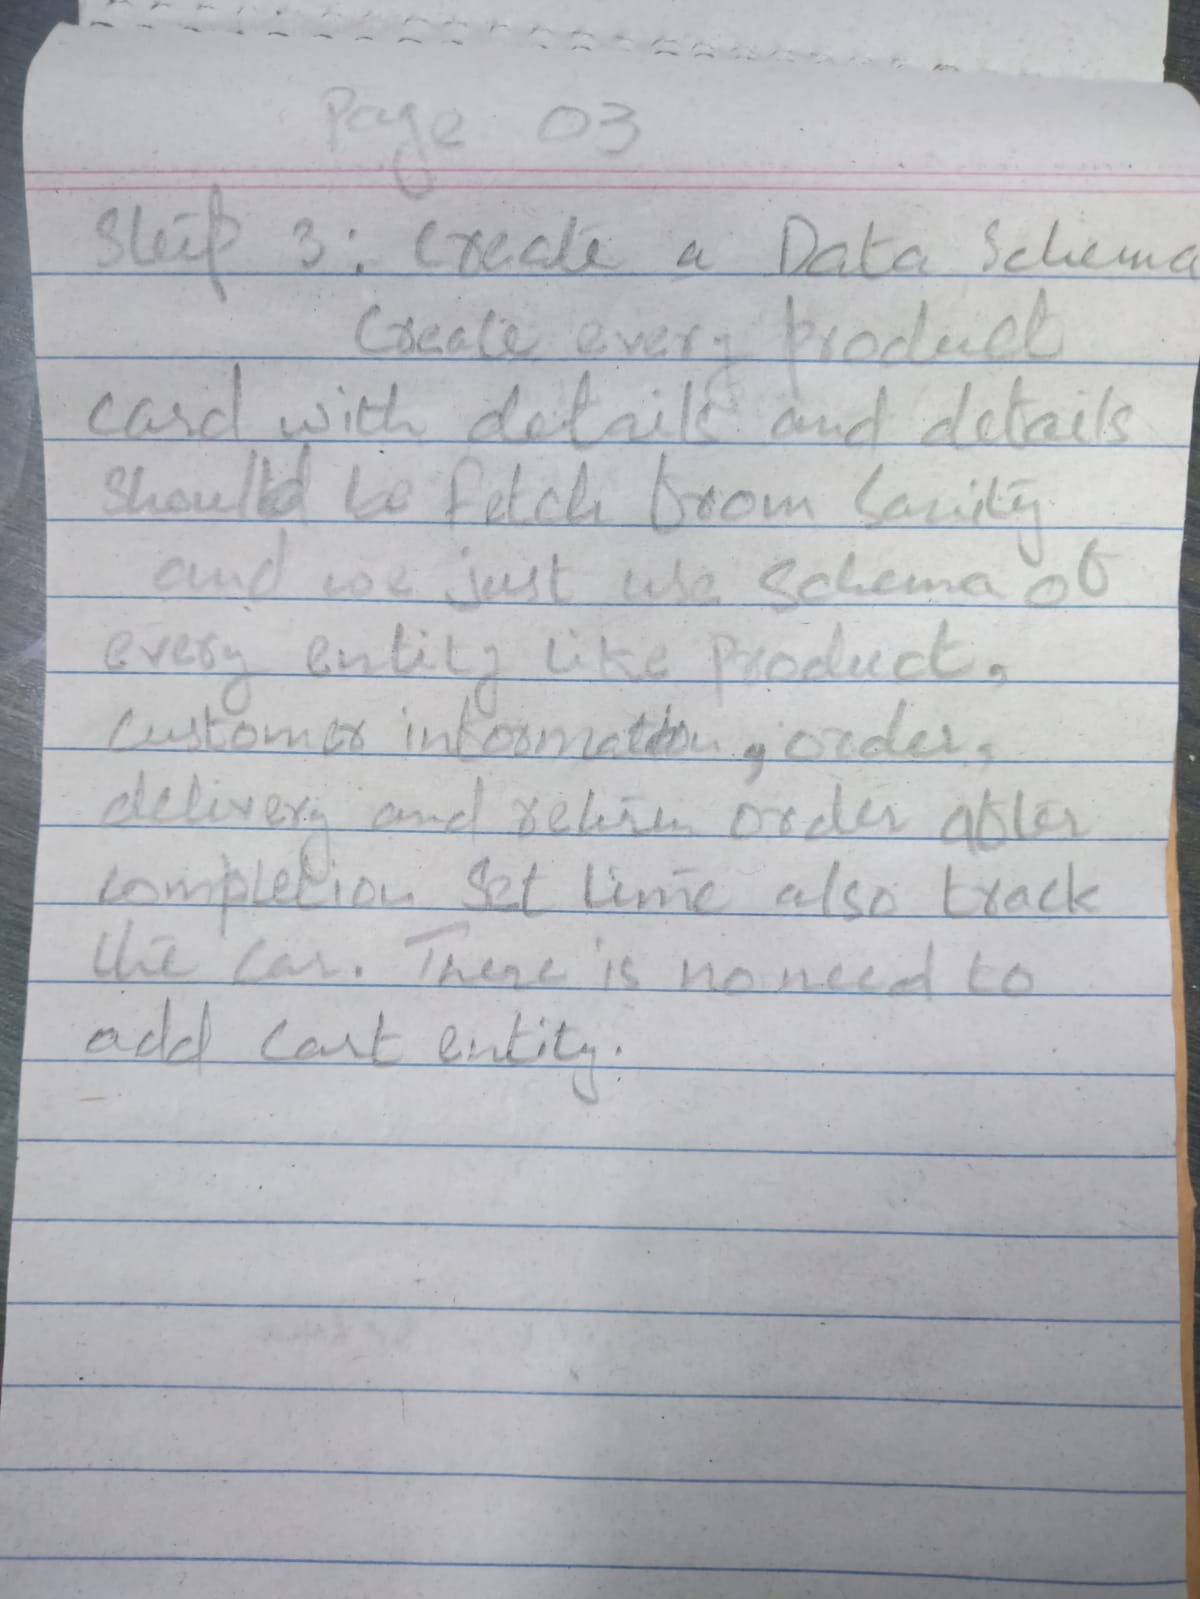 Page 03
Step 3: Create a Data Schema
Create every product
card with details and details
should be fetch from Sanity
and we just use schema of
every entity like Product,
customer information, order,
delivery and return order after
completion set time also track
the car. There is no need to
add cart entity.